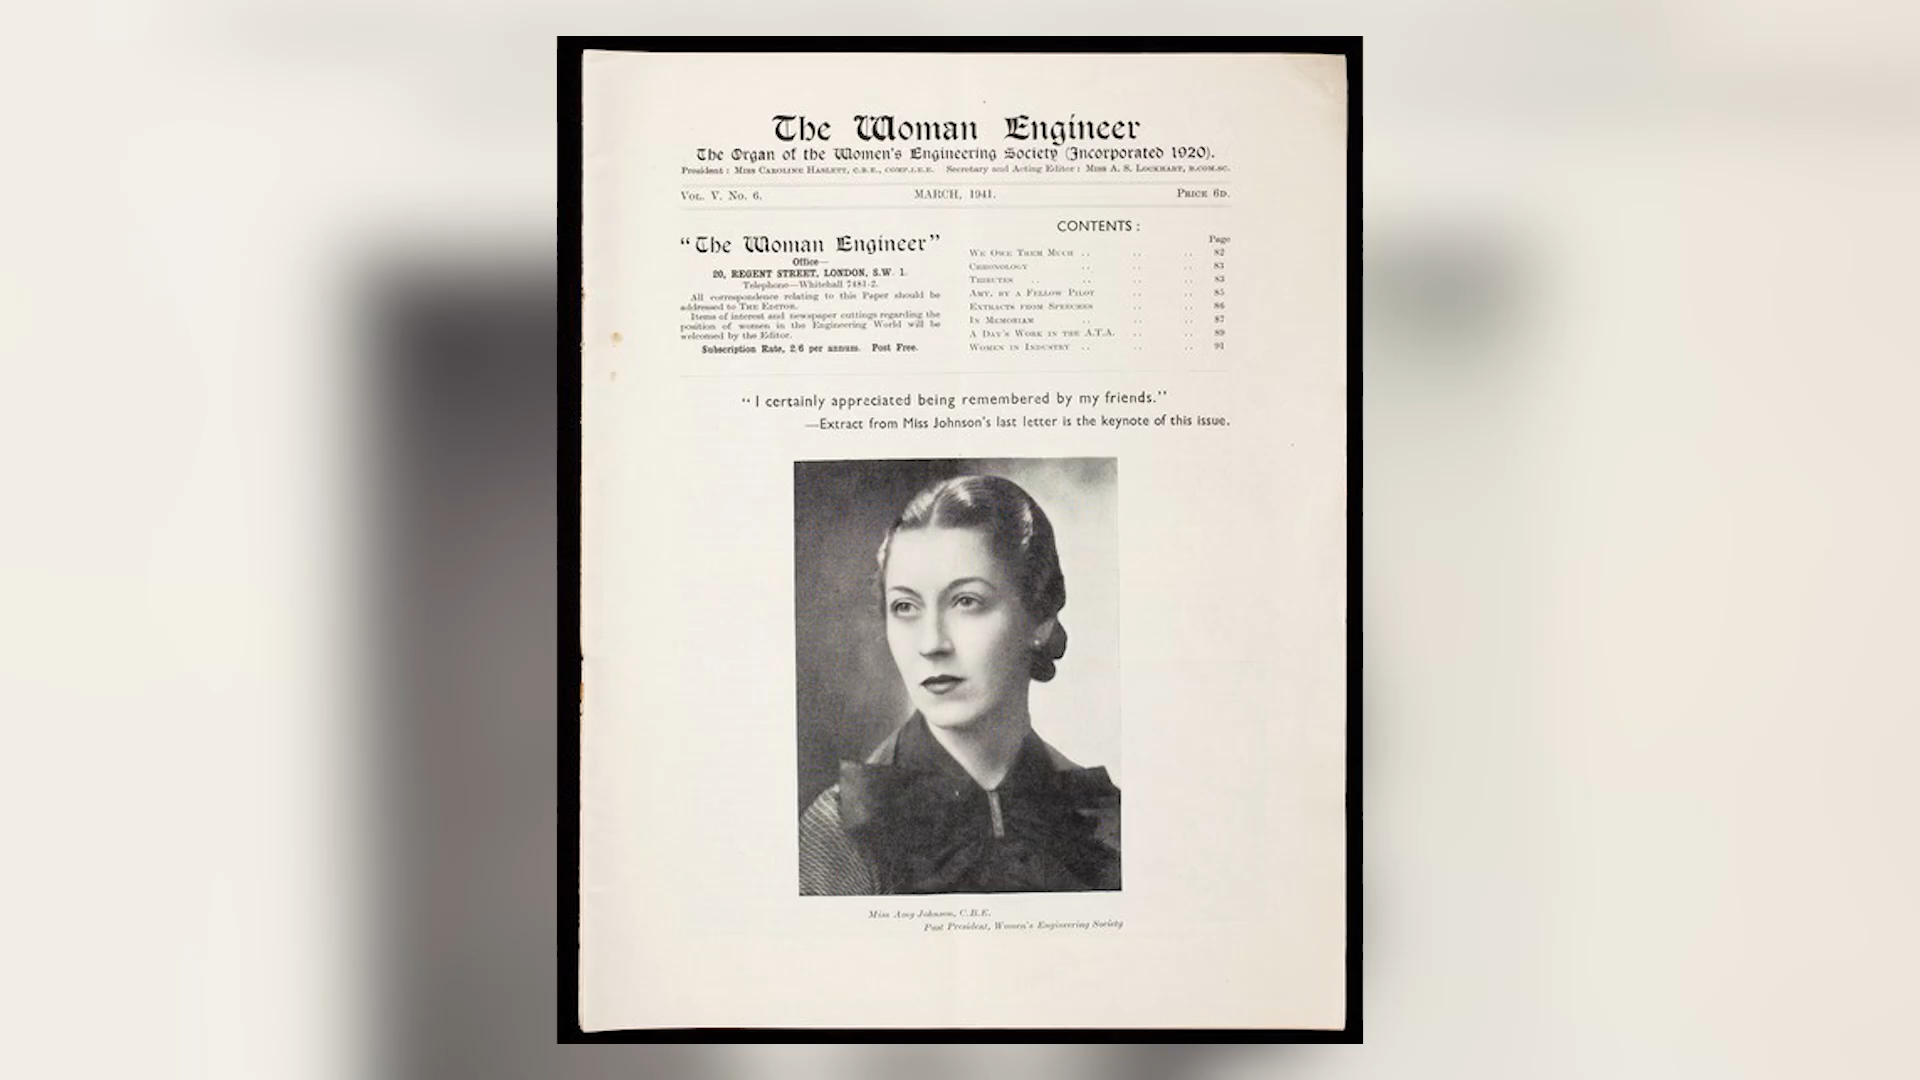 The Woman Engineer
The Organ of the Women's Engineering Society (Incorporated 1920).
President: Miss Caroline Haslett, C.B.E., COMP.I.E.E. Secretary and Acting Editor: Miss A. S. Lockhart, B.COM.SC.
Vol. V. No. 6. MARCH, 1941. Price 6D.
"The Woman Engineer"
Office—
20, REGENT STREET, LONDON, S.W. 1.
Telephone—Whitehall 7481-2.
All correspondence relating to this Paper should be
addressed to The Editor.
Items of interest and newspaper cuttings regarding the
position of women in the Engineering World will be
welcomed by the Editor.
Subscription Rate, 2/6 per annum. Post Free.
CONTENTS:
Page
We Owe Them Much .. .. .. 82
Chronology .. .. .. 83
Tributes .. .. .. .. 83
Amy, by a Fellow Pilot .. .. 85
Extracts from Speeches .. .. 86
In Memoriam .. .. .. 87
A Day's Work in the A.T.A. .. .. 89
Women in Industry .. .. .. 91
"I certainly appreciated being remembered by my friends."
—Extract from Miss Johnson's last letter is the keynote of this issue.
Miss Amy Johnson, C.B.E.
Past President, Women's Engineering Society